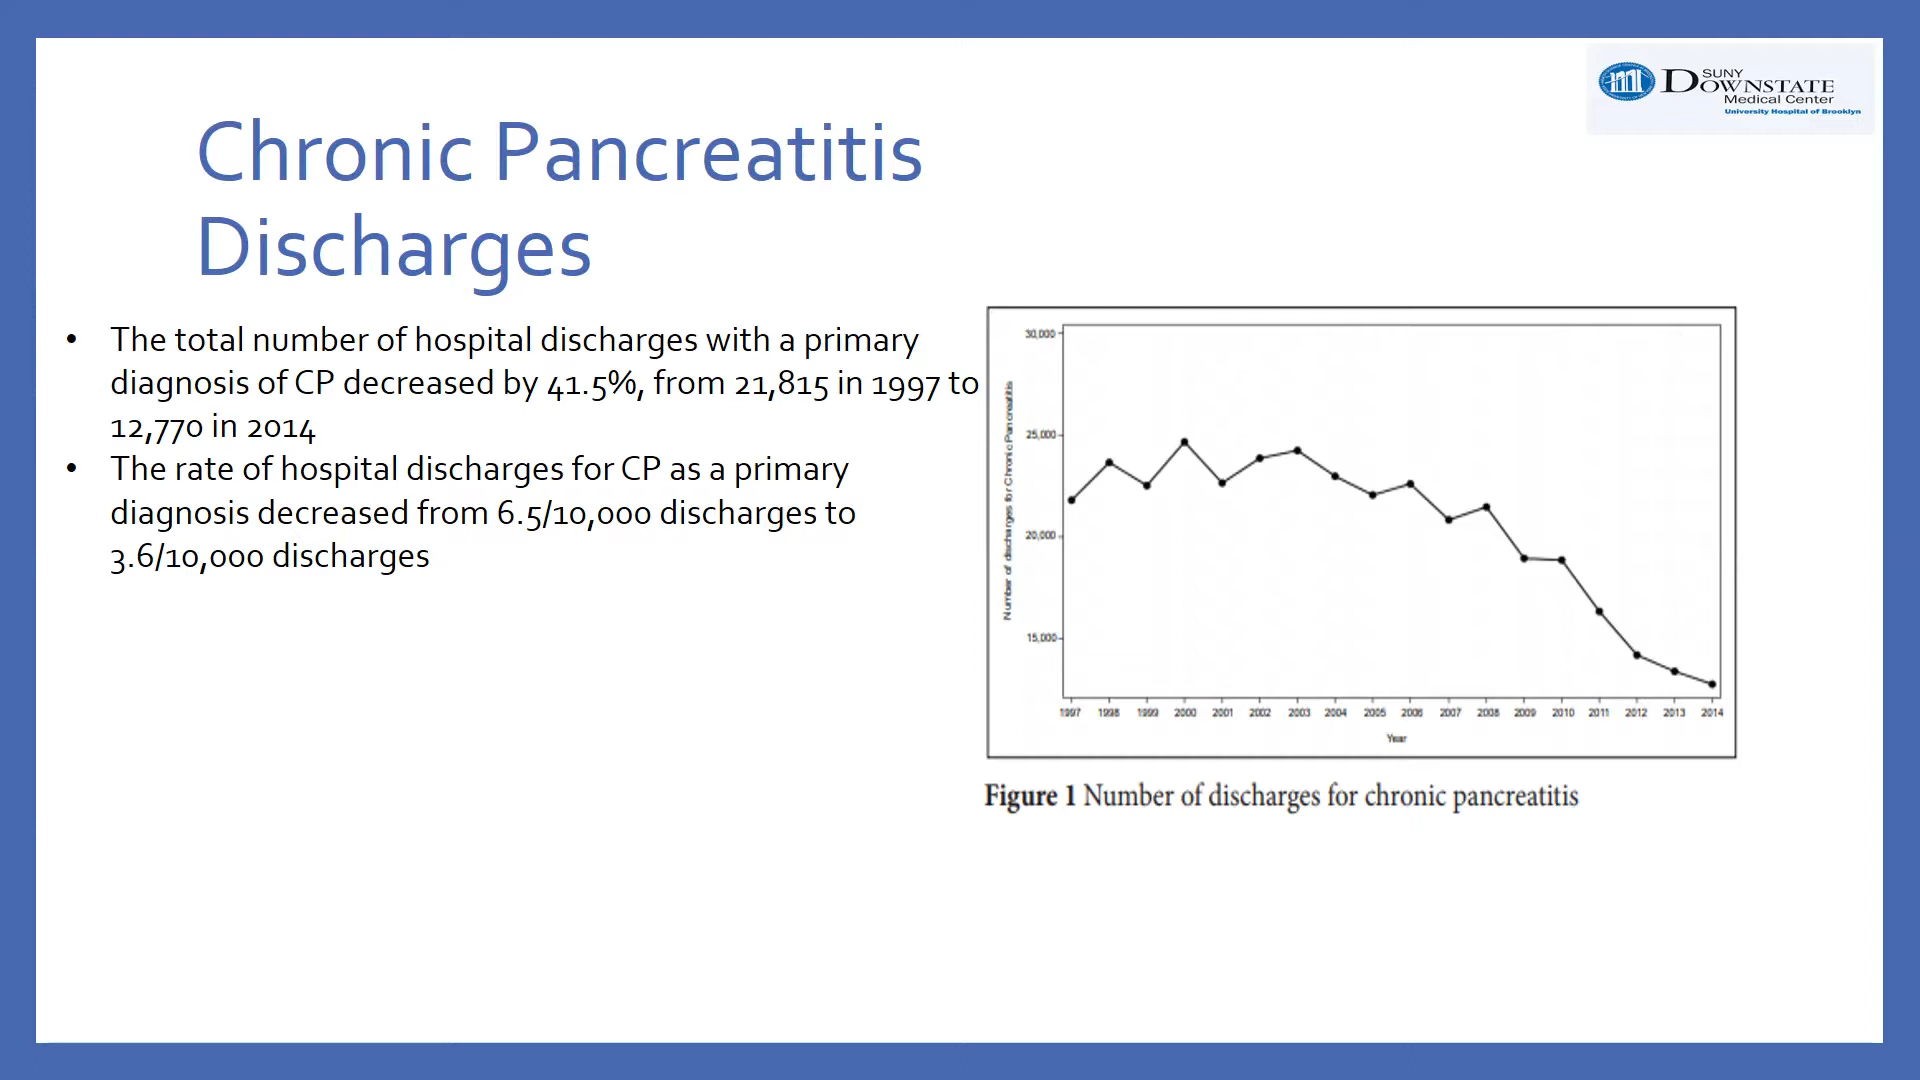 SUNY
DOWNSTATE
Medical Center
University Hospital of Brooklyn
Chronic Pancreatitis
Discharges
• The total number of hospital discharges with a primary
diagnosis of CP decreased by 41.5%, from 21,815 in 1997 to
12,770 in 2014
• The rate of hospital discharges for CP as a primary
diagnosis decreased from 6.5/10,000 discharges to
3.6/10,000 discharges
Number of discharges for Chronic Pancreatitis
30,000
25,000
20,000
15,000
1997 1998 1999 2000 2001 2002 2003 2004 2005 2006 2007 2008 2009 2010 2011 2012 2013 2014
Year
Figure 1 Number of discharges for chronic pancreatitis